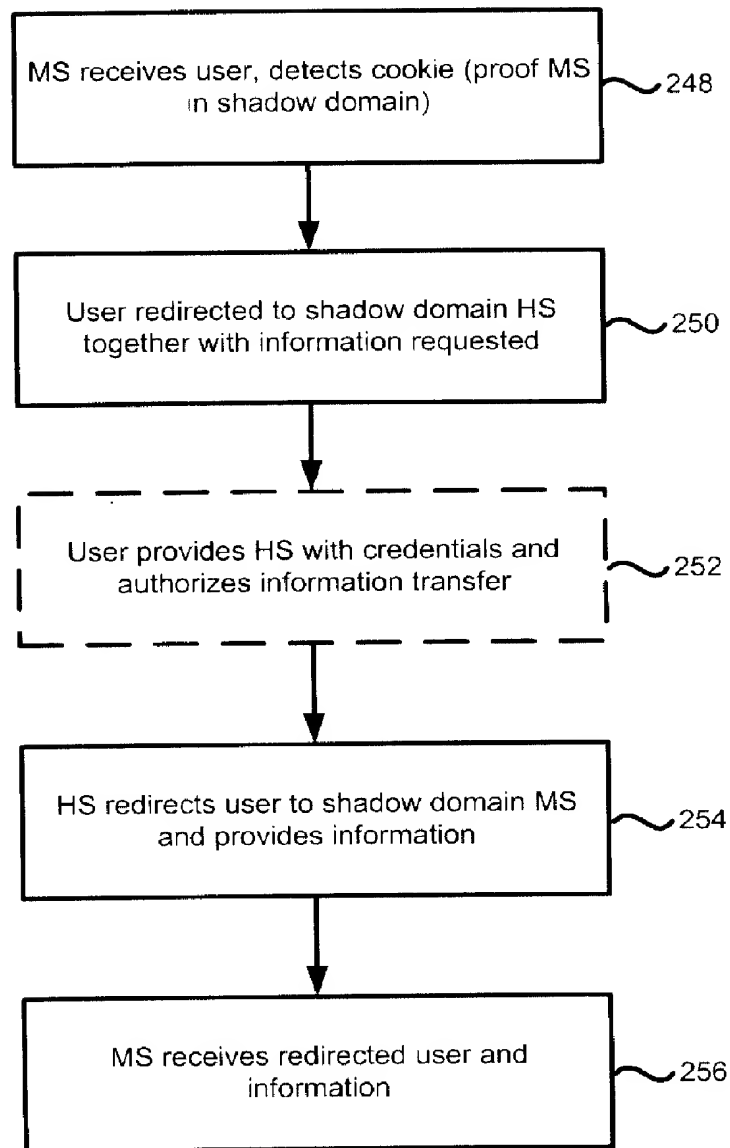 MS receives user, detects cookie (proof MS
in shadow domain)
248
User redirected to shadow domain HS
together with information requested
250
User provides HS with credentials and
authorizes information transfer
252
HS redirects user to shadow domain MS
and provides information
254
MS receives redirected user and
information
256